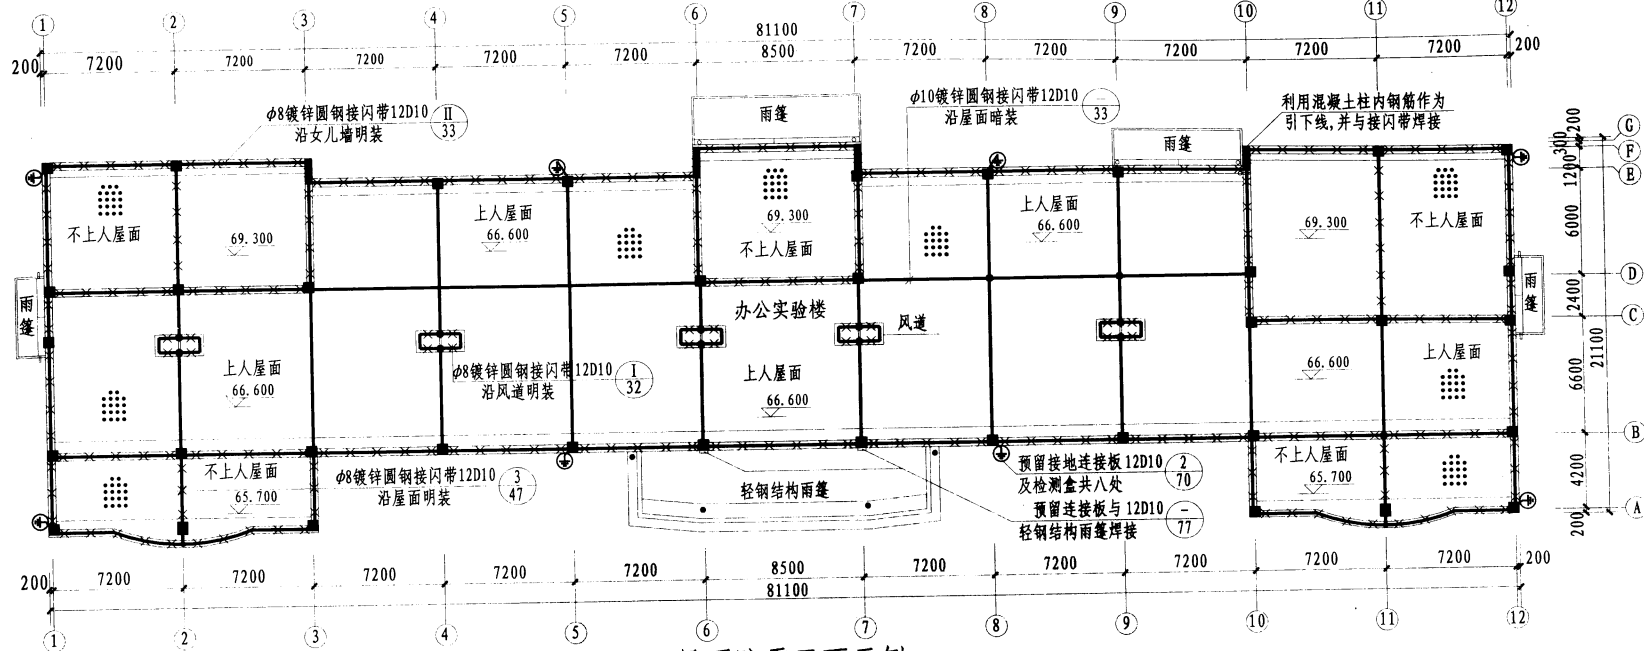 1 2 3 4 5 6 7 8 9 10 11 12
81100
200 7200 7200 7200 7200 7200 8500 7200 7200 7200 7200 7200 200
φ8镀锌圆钢接闪带12D10 II 33
沿女儿墙明装
雨篷
φ10镀锌圆钢接闪带12D10 — 33
沿屋面暗装
雨篷
利用混凝土柱内钢筋作为
引下线,并与接闪带焊接
200 G
300 F
1200 E
不上人屋面
69.300
上人屋面
66.600
69.300
不上人屋面
上人屋面
66.600
69.300
不上人屋面
6000
D
雨篷
办公实验楼
风道
雨篷
2400
C
21100
上人屋面
66.600
φ8镀锌圆钢接闪带12D10 I 32
沿风道明装
上人屋面
66.600
66.600
上人屋面
6600
B
不上人屋面
65.700
φ8镀锌圆钢接闪带12D10 3 47
沿屋面明装
轻钢结构雨篷
预留接地连接板12D10 2 70
及检测盒共八处
预留连接板与12D10 — 77
轻钢结构雨篷焊接
不上人屋面
65.700
4200
A
200
200 7200 7200 7200 7200 7200 8500 7200 7200 7200 7200 7200 200
81100
1 2 3 4 5 6 7 8 9 10 11 12